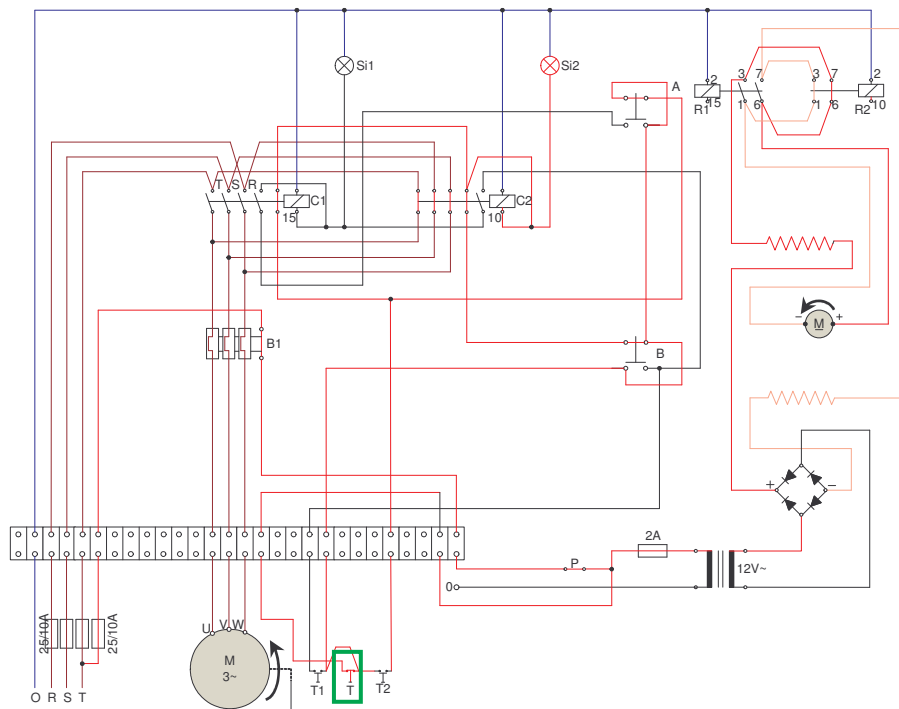 Si1
Si2
A
2
15
R1
3
7
1
6
3
7
1
6
2
10
R2
T S R
C1
15
C2
10
B1
B
– M +
+ –
2A
P
12V~
0
25/10A
25/10A
U V W
M
3~
T1
T
T2
O R S T